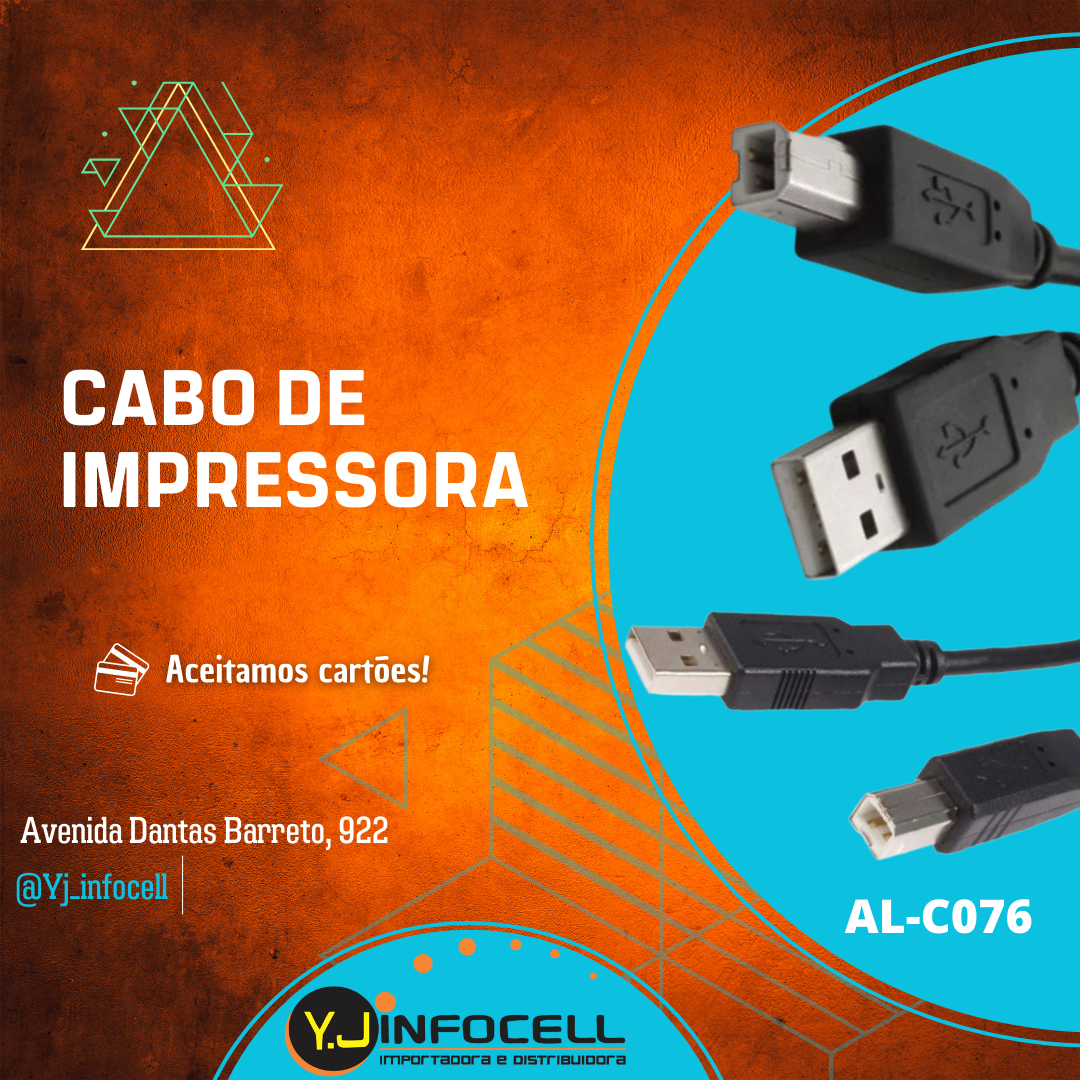 CABO DE
IMPRESSORA
Aceitamos cartões!
Avenida Dantas Barreto, 922
@Yj_infocell
AL-C076
Y.J INFOCELL
IMPORTADORA E DISTRIBUIDORA